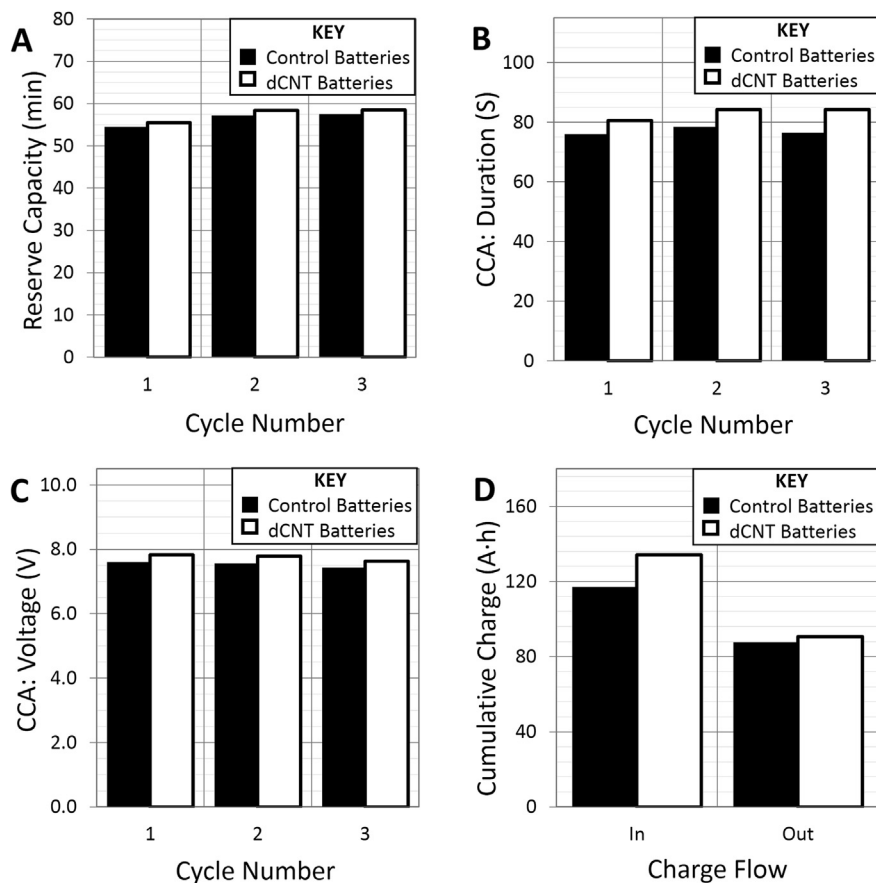 A
KEY
Control Batteries
dCNT Batteries
Reserve Capacity (min)
80
70
60
50
40
30
20
10
0
1 2 3
Cycle Number
B
KEY
Control Batteries
dCNT Batteries
CCA: Duration (S)
100
80
60
40
20
0
1 2 3
Cycle Number
C
KEY
Control Batteries
dCNT Batteries
CCA: Voltage (V)
10.0
8.0
6.0
4.0
2.0
0.0
1 2 3
Cycle Number
D
KEY
Control Batteries
dCNT Batteries
Cumulative Charge (A·h)
160
120
80
40
0
In Out
Charge Flow